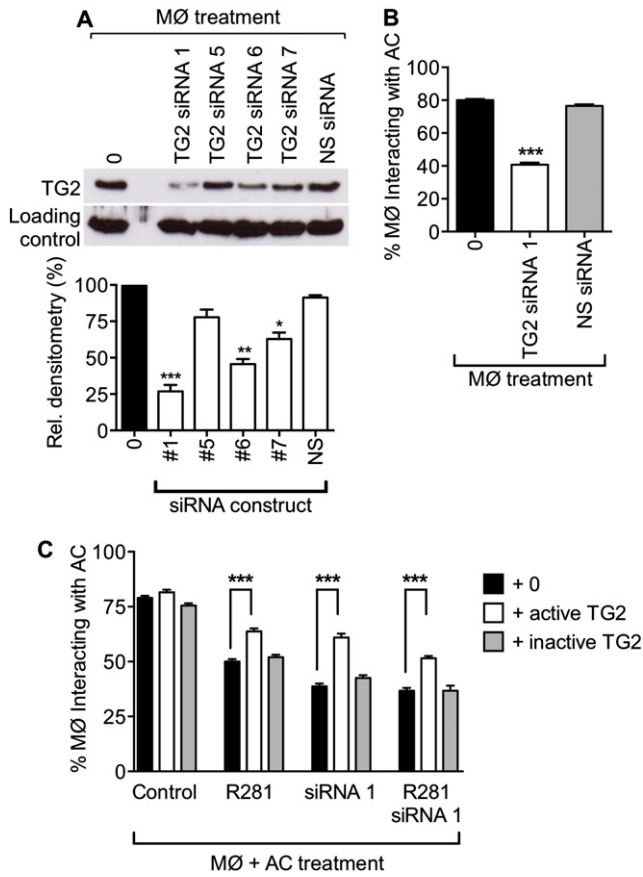 A
MØ treatment
0
TG2 siRNA 1
TG2 siRNA 5
TG2 siRNA 6
TG2 siRNA 7
NS siRNA
TG2
Loading
control
Rel. densitometry (%)
100
75
50
25
0
***
**
*
0
#1
#5
#6
#7
NS
siRNA construct
B
% MØ Interacting with AC
100
80
60
40
20
0
***
0
TG2 siRNA 1
NS siRNA
MØ treatment
C
% MØ Interacting with AC
100
75
50
25
0
*** *** ***
+ 0
+ active TG2
+ inactive TG2
Control R281 siRNA 1 R281
siRNA 1
MØ + AC treatment